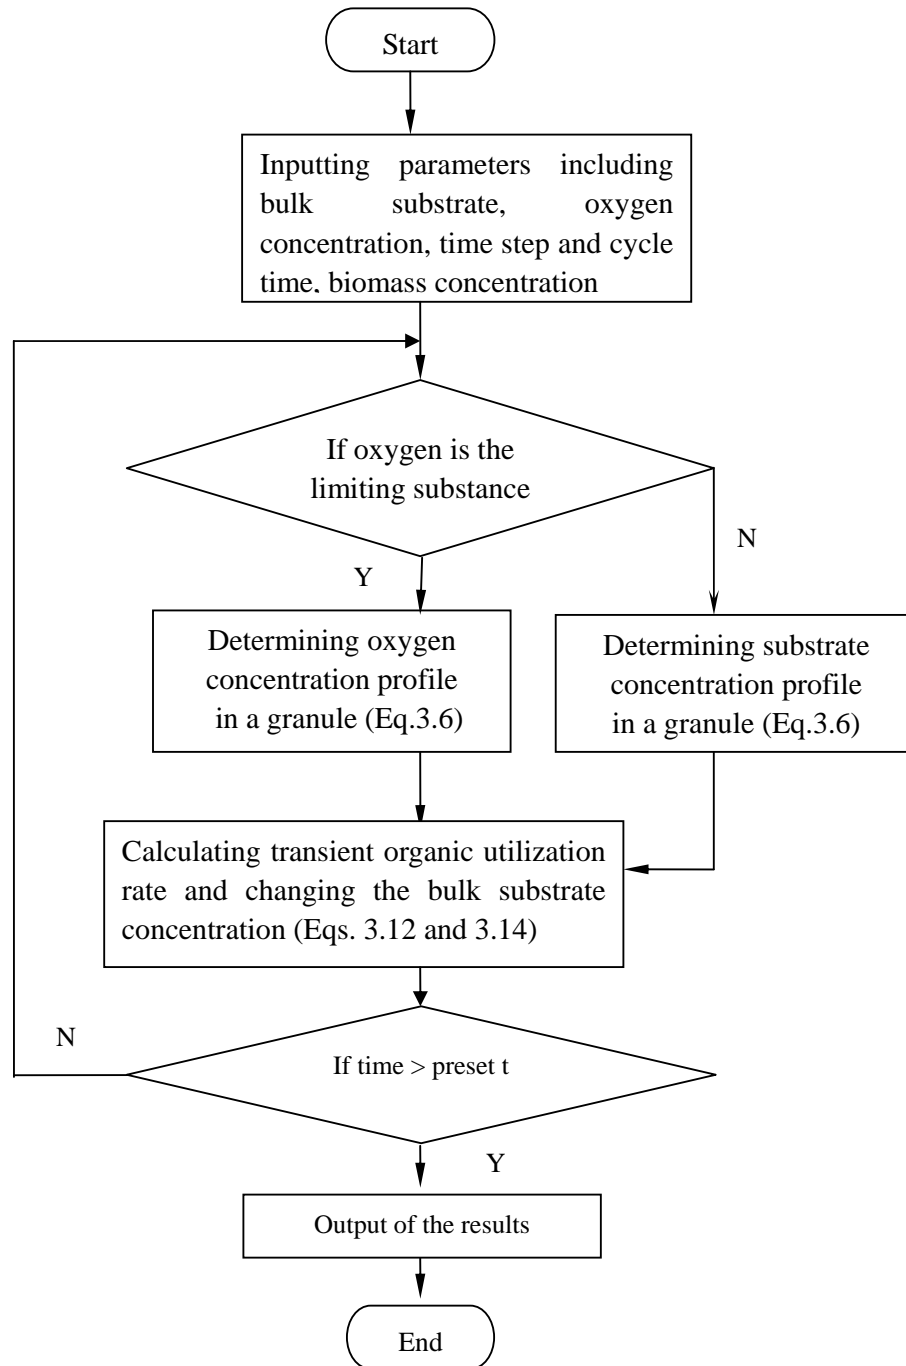 Start
Inputting parameters including
bulk substrate, oxygen
concentration, time step and cycle
time, biomass concentration
If oxygen is the
limiting substance
N
Y
Determining oxygen
concentration profile
in a granule (Eq.3.6)
Determining substrate
concentration profile
in a granule (Eq.3.6)
Calculating transient organic utilization
rate and changing the bulk substrate
concentration (Eqs. 3.12 and 3.14)
N
If time > preset t
Y
Output of the results
End